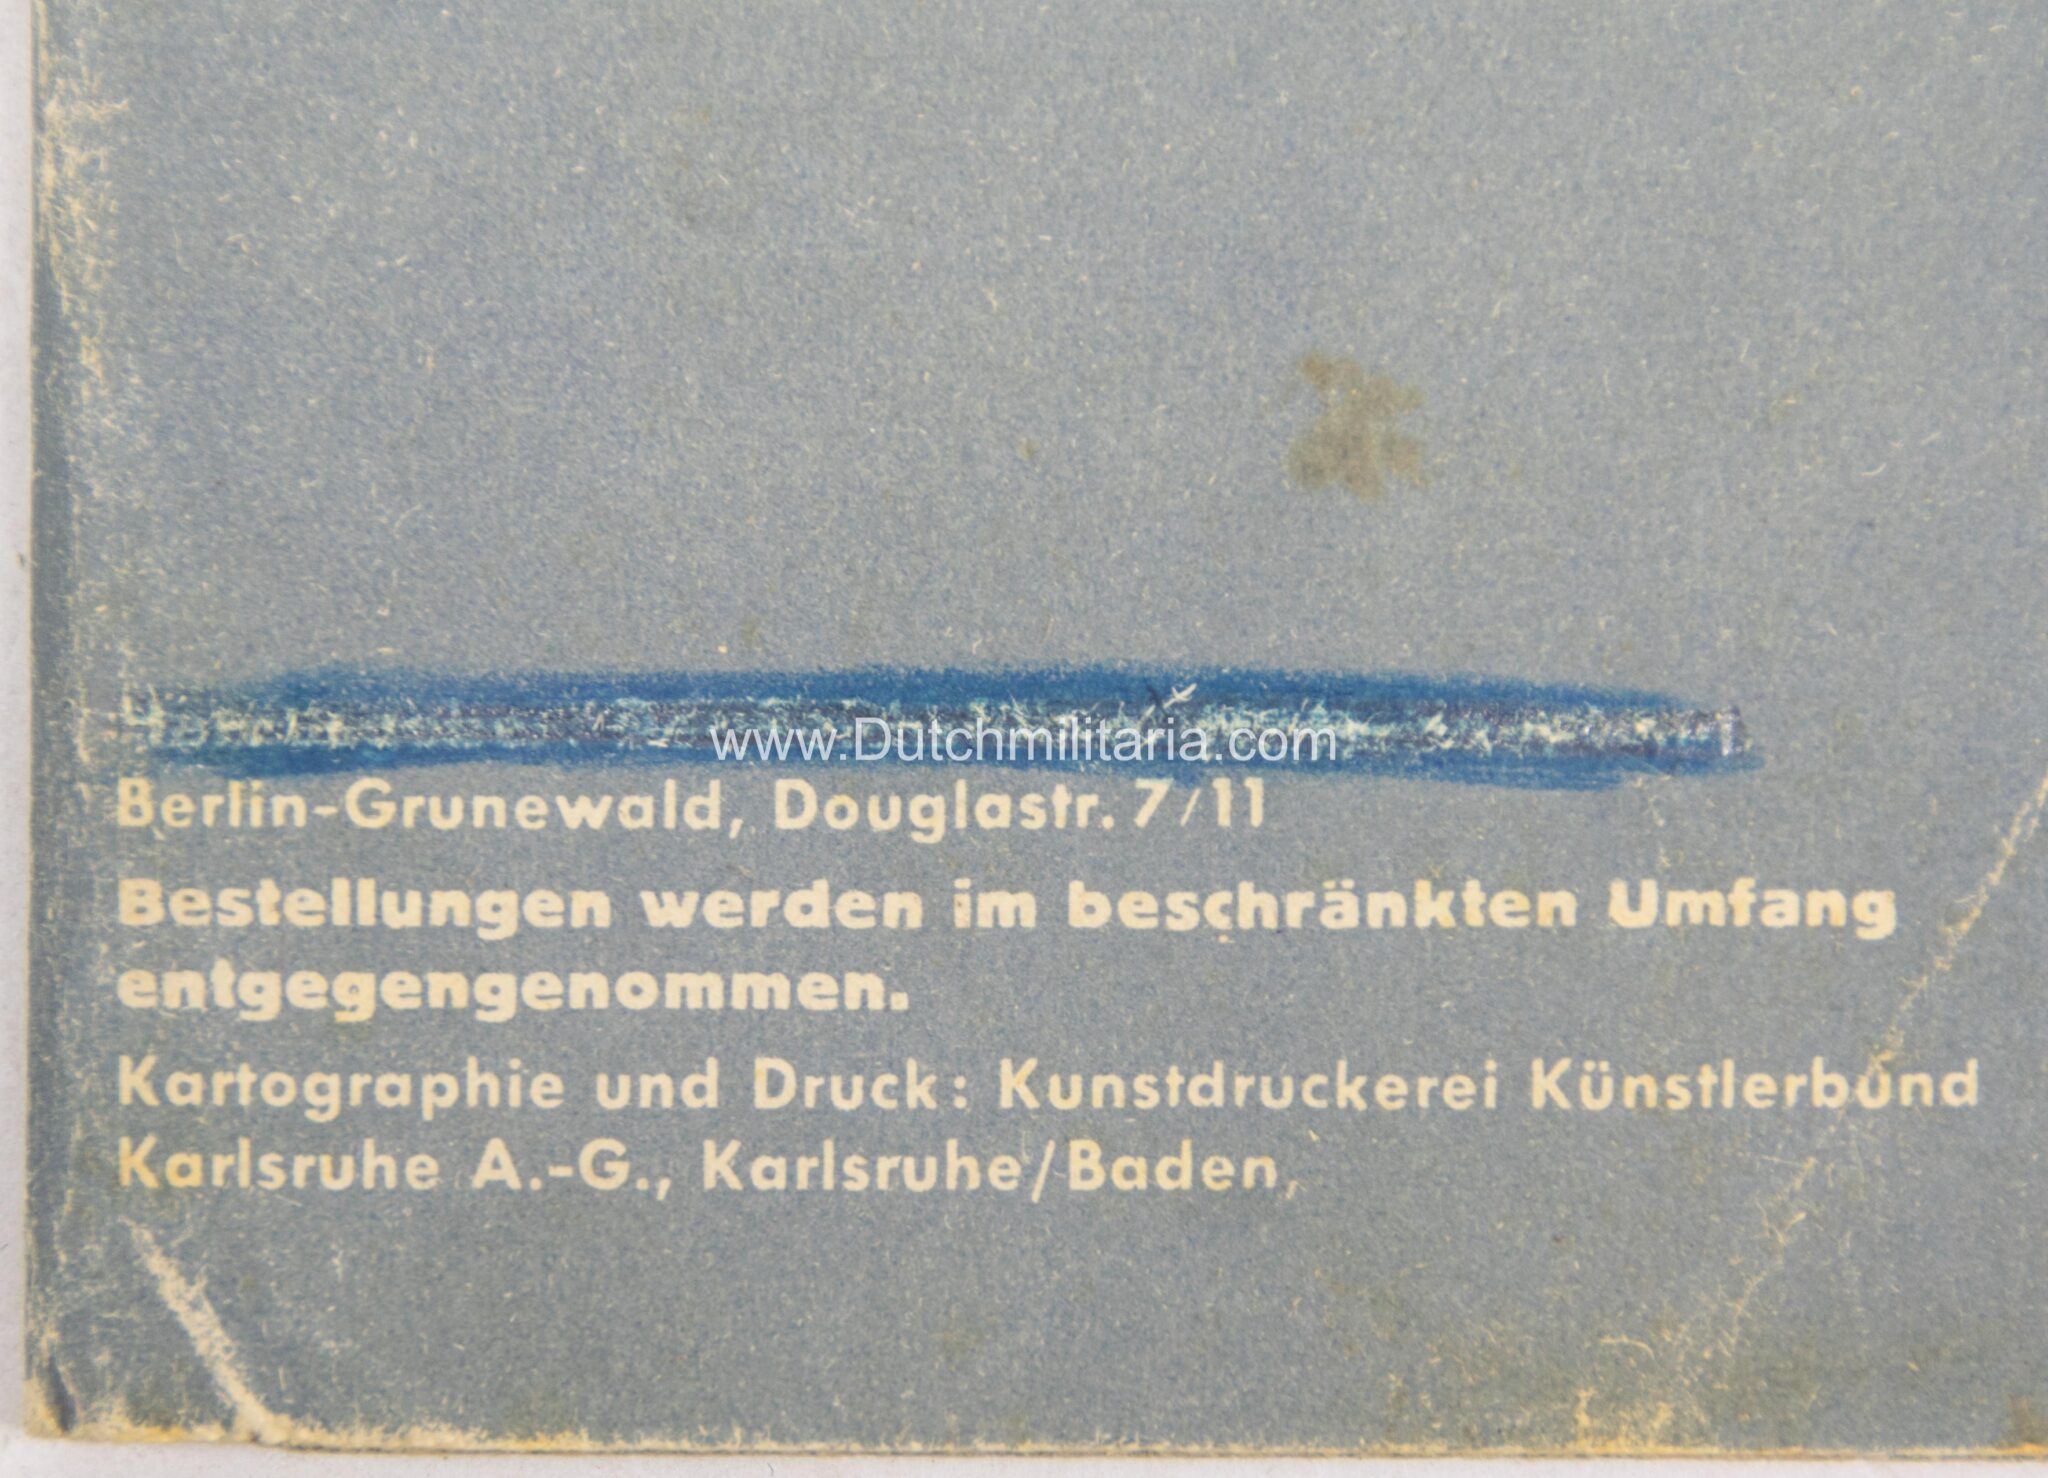 www.Dutchmilitaria.com
Berlin-Grunewald, Douglastr. 7/11
Bestellungen werden im beschränkten Umfang
entgegengenommen.
Kartographie und Druck: Kunstdruckerei Künstlerbund
Karlsruhe A.-G., Karlsruhe/Baden,